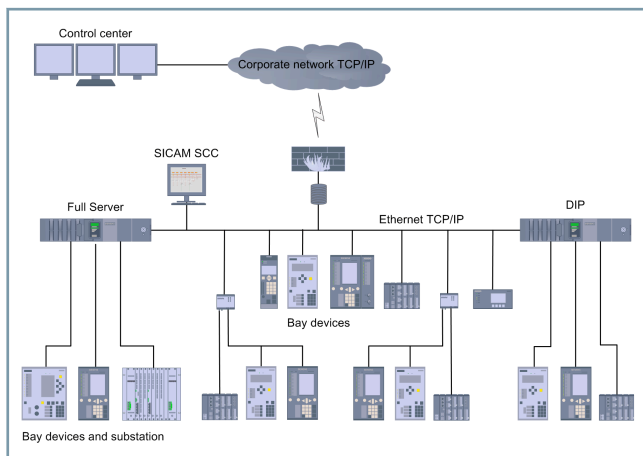 Control center
Corporate network TCP/IP
SICAM SCC
Full Server
Ethernet TCP/IP
DIP
Bay devices
Bay devices and substation